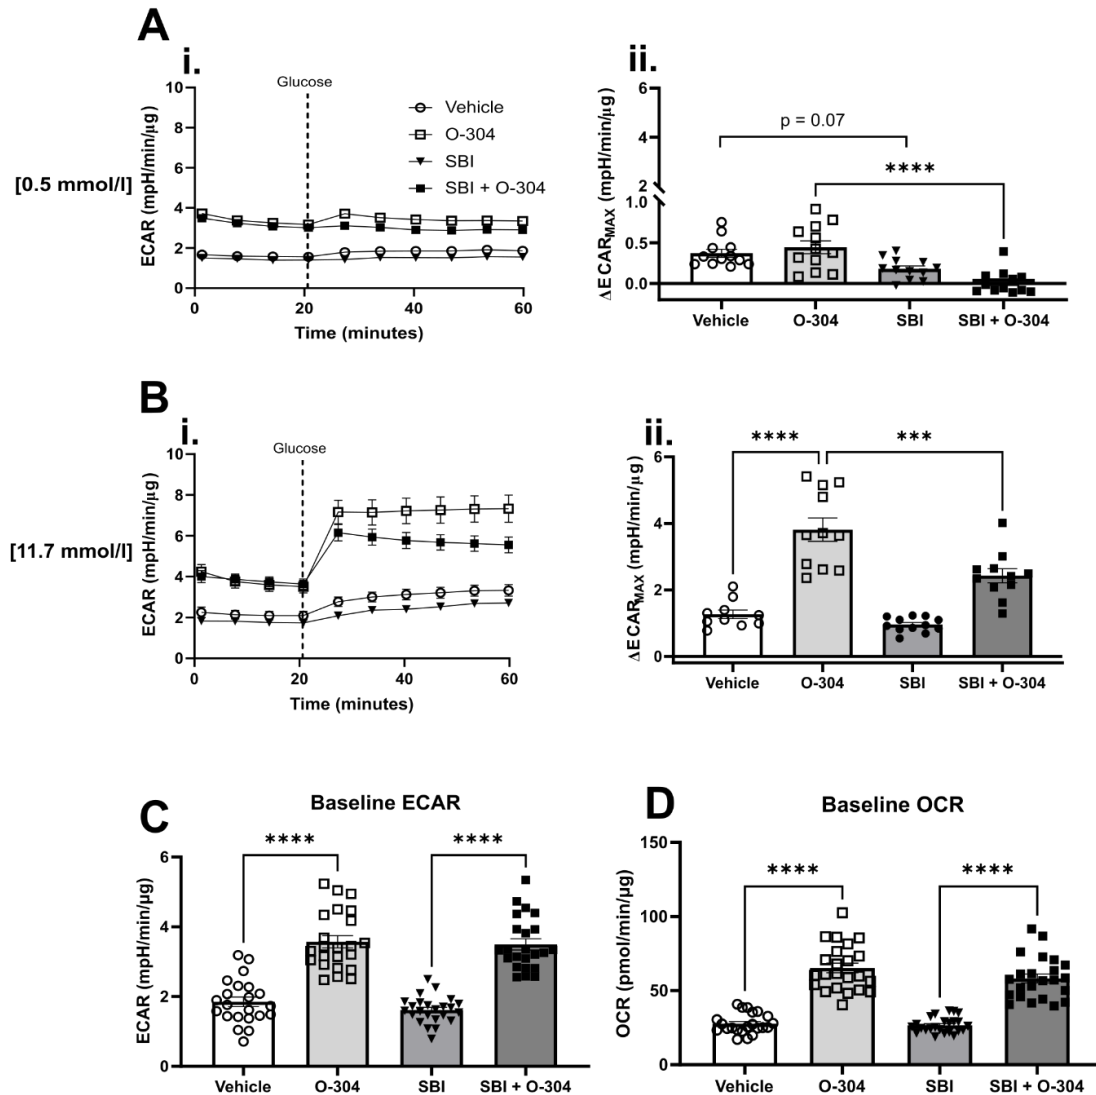 A
i.
[0.5 mmol/l]
ECAR (mpH/min/µg)
10
8
6
4
2
0
Glucose
Vehicle
O-304
SBI
SBI + O-304
0
20
40
60
Time (minutes)
ii.
ΔECARMAX (mpH/min/µg)
6
4
2
1.0
0.5
0.0
p = 0.07
****
Vehicle
O-304
SBI
SBI + O-304
B
i.
[11.7 mmol/l]
ECAR (mpH/min/µg)
10
8
6
4
2
0
Glucose
0
20
40
60
Time (minutes)
ii.
ΔECARMAX (mpH/min/µg)
6
4
2
0
****
***
Vehicle
O-304
SBI
SBI + O-304
C
Baseline ECAR
ECAR (mpH/min/µg)
6
4
2
0
****
****
Vehicle
O-304
SBI
SBI + O-304
D
Baseline OCR
OCR (pmol/min/µg)
150
100
50
0
****
****
Vehicle
O-304
SBI
SBI + O-304